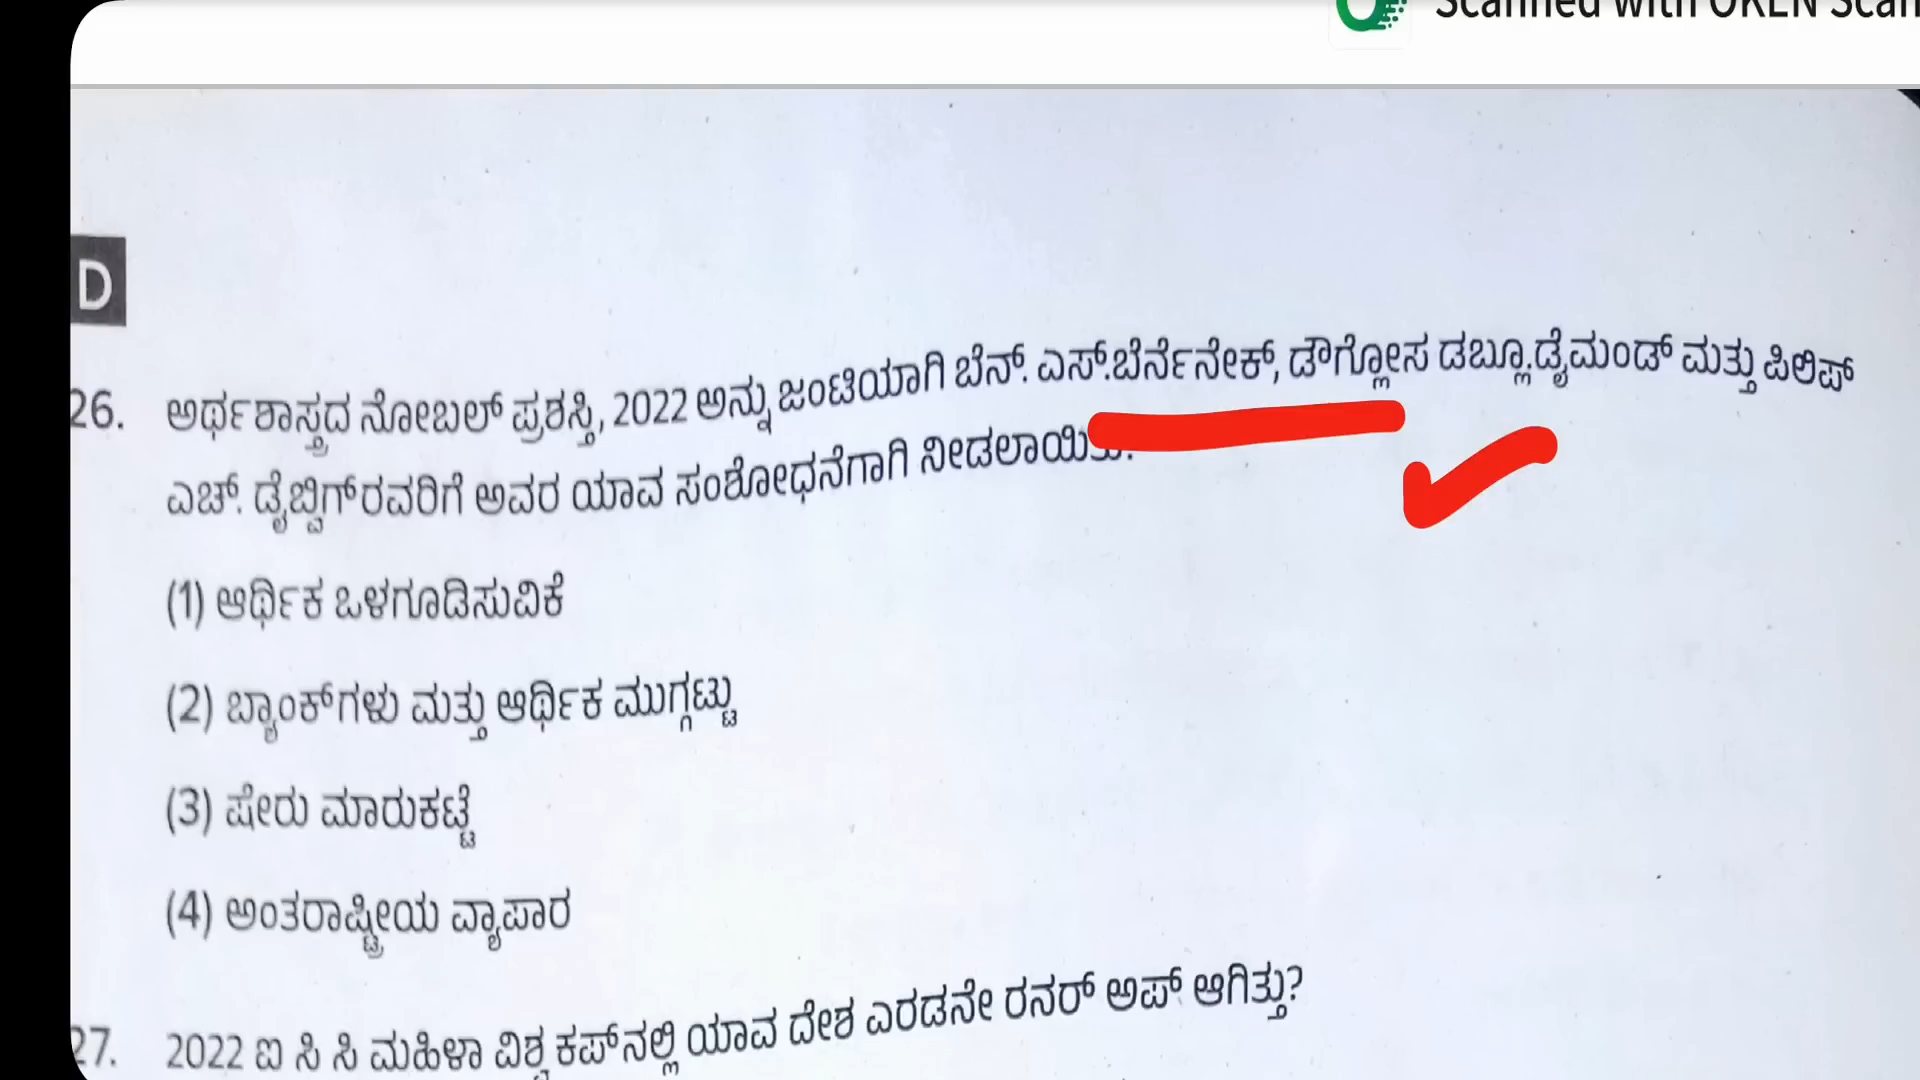 Scanned with OKEN Scan
D
26. ಅರ್ಥಶಾಸ್ತ್ರದ ನೋಬಲ್ ಪ್ರಶಸ್ತಿ, 2022 ಅನ್ನು ಜಂಟಿಯಾಗಿ ಬೆನ್. ಎಸ್.ಬೆರ್ನೆನೇಕ್, ಡೌಗ್ಲೋಸ ಡಬ್ಲೂ.ಡೈಮಂಡ್ ಮತ್ತು ಪಿಲಿಪ್
ಎಚ್. ಡೈಬ್ವಿಗ್‌ರವರಿಗೆ ಅವರ ಯಾವ ಸಂಶೋಧನೆಗಾಗಿ ನೀಡಲಾಯಿತು.
(1) ಆರ್ಥಿಕ ಒಳಗೂಡಿಸುವಿಕೆ
(2) ಬ್ಯಾಂಕ್‌ಗಳು ಮತ್ತು ಆರ್ಥಿಕ ಮುಗ್ಗಟ್ಟು
(3) ಷೇರು ಮಾರುಕಟ್ಟೆ
(4) ಅಂತರಾಷ್ಟ್ರೀಯ ವ್ಯಾಪಾರ
27. 2022 ಐ ಸಿ ಸಿ ಮಹಿಳಾ ವಿಶ್ವ ಕಪ್‌ನಲ್ಲಿ ಯಾವ ದೇಶ ಎರಡನೇ ರನರ್ ಅಪ್ ಆಗಿತ್ತು?